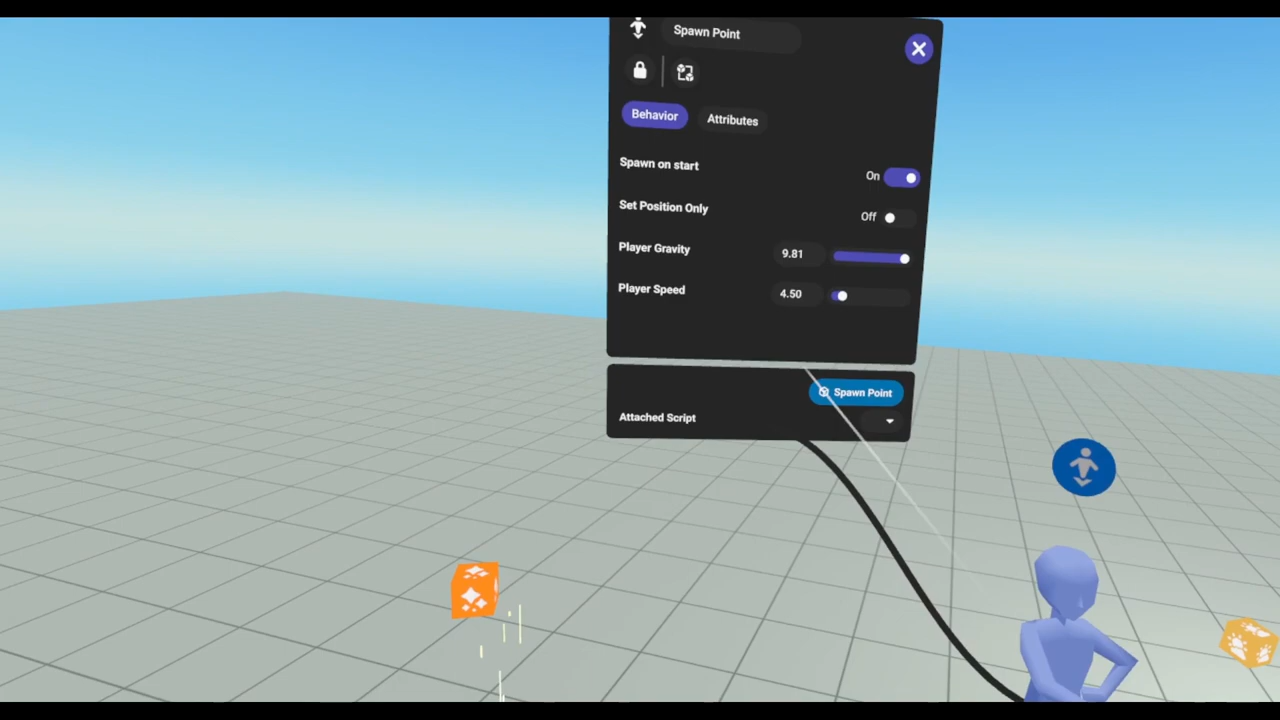 Spawn Point
Behavior
Attributes
Spawn on start
On
Set Position Only
Off
Player Gravity
9.81
Player Speed
4.50
Spawn Point
Attached Script